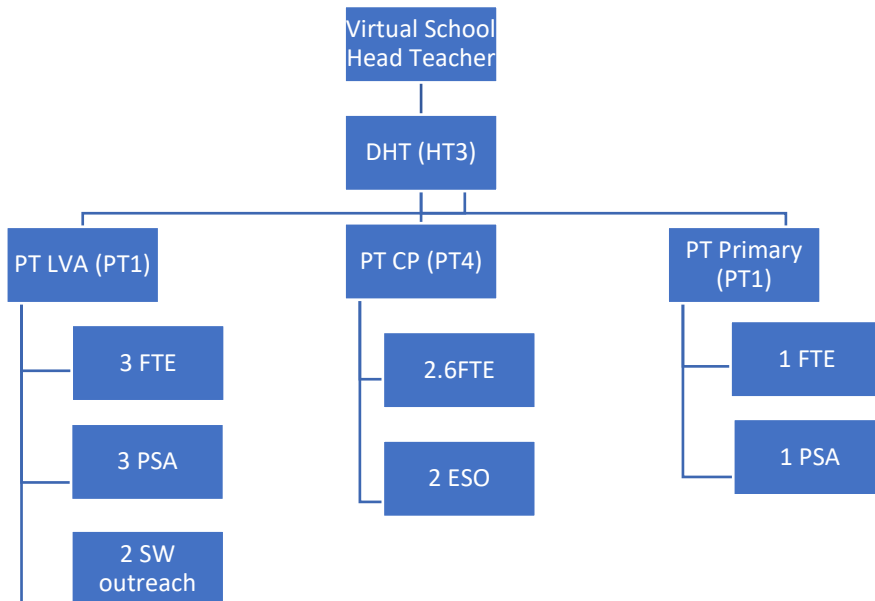 Virtual School
Head Teacher
DHT (HT3)
PT LVA (PT1)
PT CP (PT4)
PT Primary
(PT1)
3 FTE
2.6FTE
1 FTE
3 PSA
2 ESO
1 PSA
2 SW
outreach